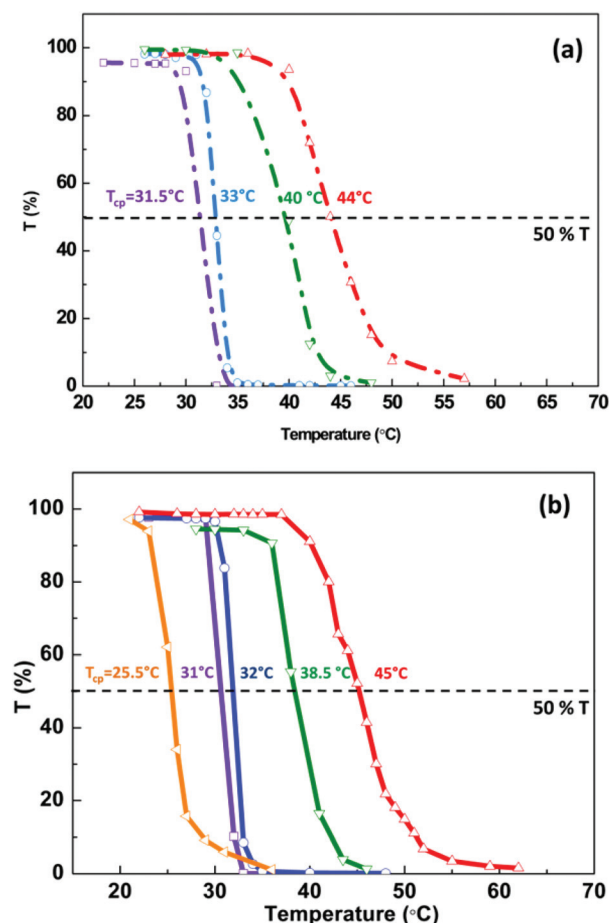 (a)
100
80
60
40
20
0
T (%)
Tcp=31.5°C 33°C 40 °C 44°C
50 % T
20 25 30 35 40 45 50 55 60 65 70
Temperature (°C)
(b)
100
80
60
40
20
0
T (%)
Tcp=25.5°C 31°C 32°C 38.5 °C 45°C
50 % T
20 30 40 50 60 70
Temperature (°C)